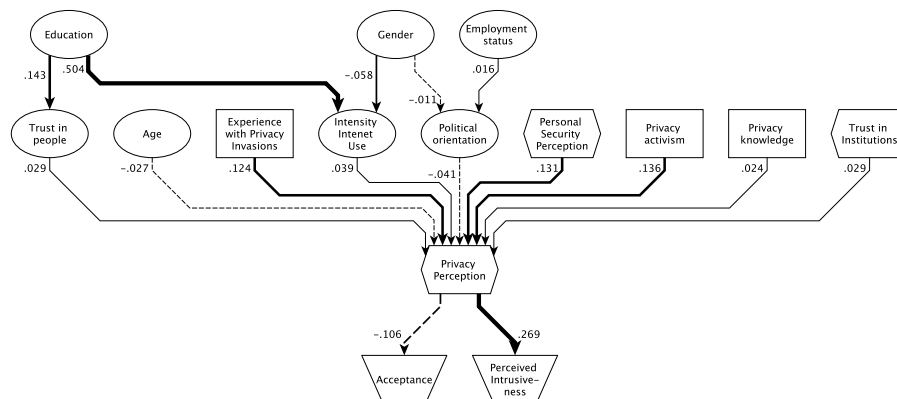 Education
Gender
Employment
status
.143
.504
-.058
-.011
.016
Trust in
people
Age
Experience
with Privacy
Invasions
Intensity
Intenet
Use
Political
orientation
Personal
Security
Perception
Privacy
activism
Privacy
knowledge
Trust in
Institutions
.029
-.027
.124
.039
-.041
.131
.136
.024
.029
Privacy
Perception
-.106
.269
Acceptance
Perceived
Intrusive-
ness